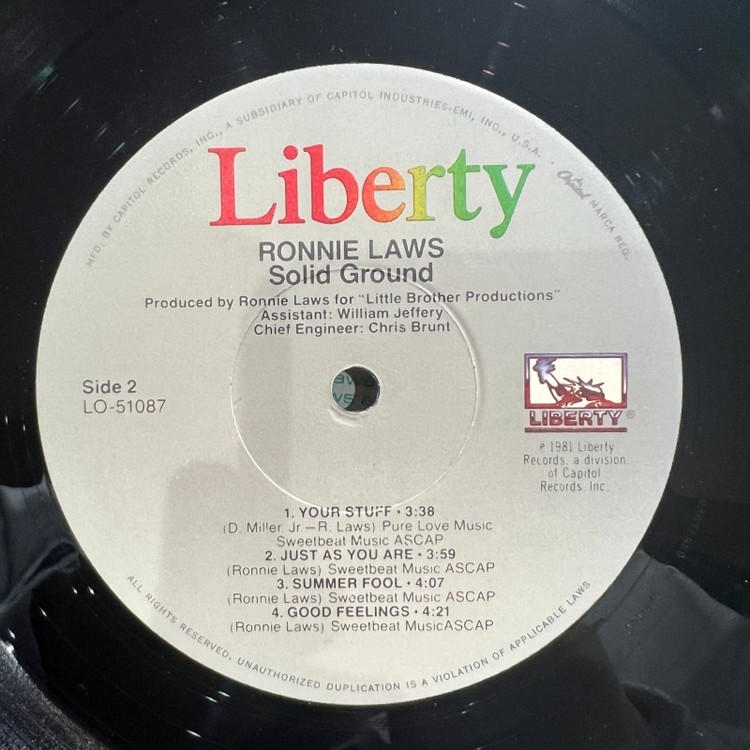 MFD. BY CAPITOL RECORDS, INC., A SUBSIDIARY OF CAPITOL INDUSTRIES-EMI, INC., U.S.A. · Capitol MARCA REG.
Liberty
RONNIE LAWS
Solid Ground
Produced by Ronnie Laws for "Little Brother Productions"
Assistant: William Jeffery
Chief Engineer: Chris Brunt
Side 2
LO-51087
LIBERTY®
℗ 1981 Liberty
Records, a division
of Capitol
Records, Inc.
1. YOUR STUFF • 3:38
(D. Miller, Jr.—R. Laws) Pure Love Music
Sweetbeat Music ASCAP
2. JUST AS YOU ARE • 3:59
(Ronnie Laws) Sweetbeat Music ASCAP
3. SUMMER FOOL • 4:07
(Ronnie Laws) Sweetbeat Music ASCAP
4. GOOD FEELINGS • 4:21
(Ronnie Laws) Sweetbeat MusicASCAP
ALL RIGHTS RESERVED. UNAUTHORIZED DUPLICATION IS A VIOLATION OF APPLICABLE LAWS